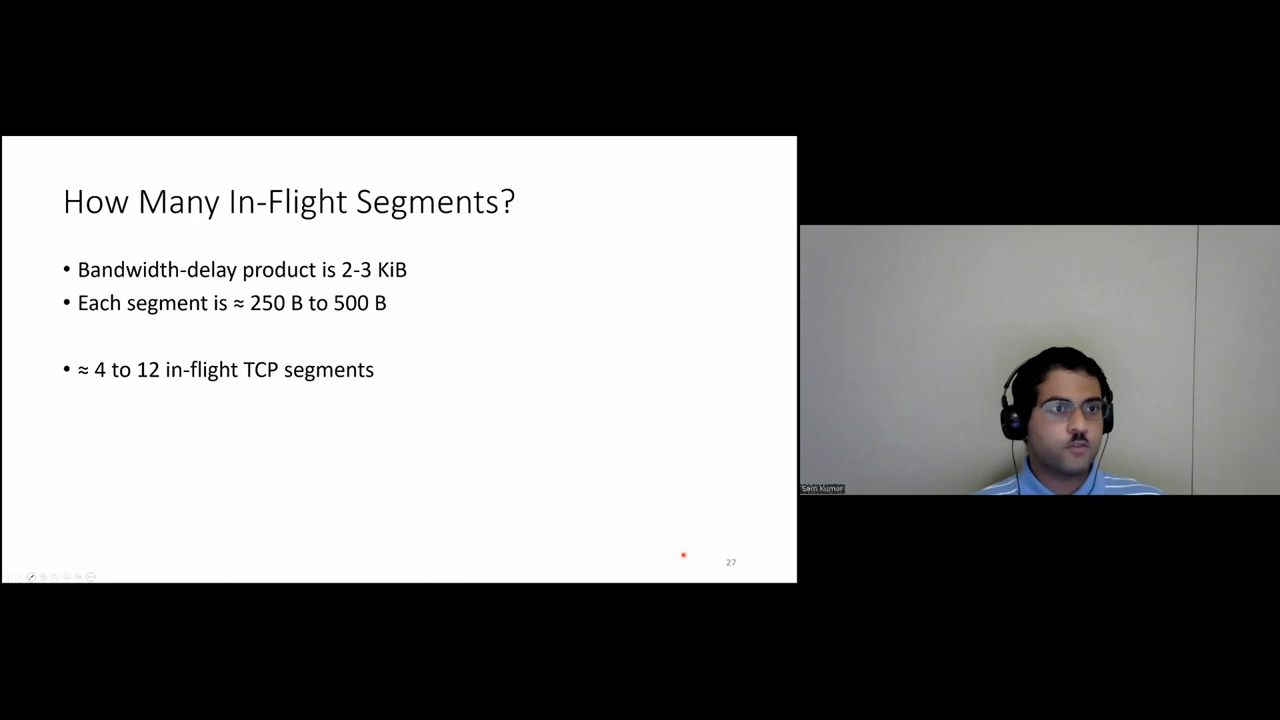 How Many In-Flight Segments?
• Bandwidth-delay product is 2-3 KiB
• Each segment is ≈ 250 B to 500 B
• ≈ 4 to 12 in-flight TCP segments
27
Sam Kumar